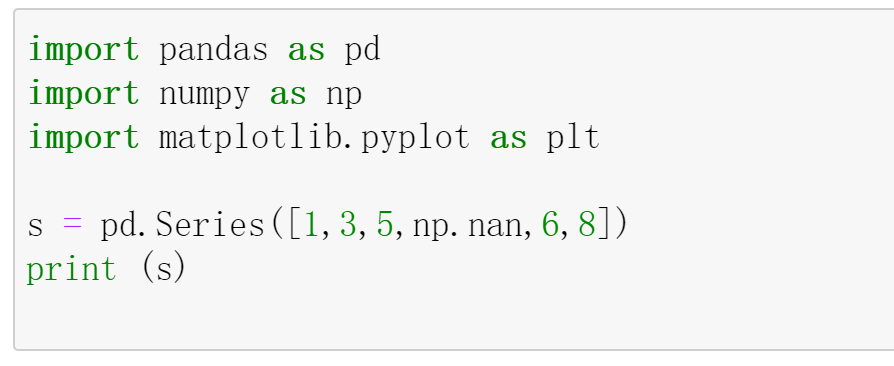 import pandas as pd
import numpy as np
import matplotlib.pyplot as plt
s = pd.Series([1,3,5,np.nan,6,8])
print (s)